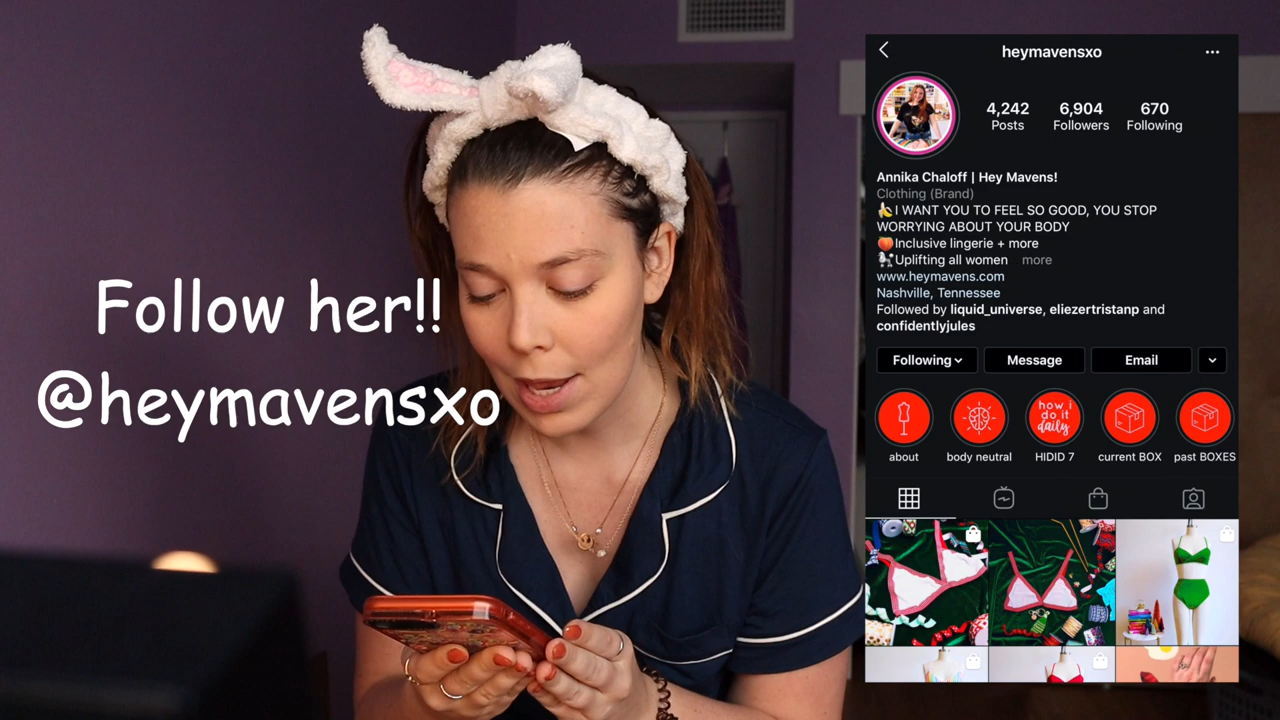 Follow her!!
@heymavensxo
heymavensxo
4,242 6,904 670
Posts Followers Following
Annika Chaloff | Hey Mavens!
Clothing (Brand)
🍌I WANT YOU TO FEEL SO GOOD, YOU STOP
WORRYING ABOUT YOUR BODY
🍑Inclusive lingerie + more
🐩Uplifting all women more
www.heymavens.com
Nashville, Tennessee
Followed by liquid_universe, eliezertristanp and
confidentlyjules
Following Message Email
how i
do it
daily
about body neutral HIDID 7 current BOX past BOXES